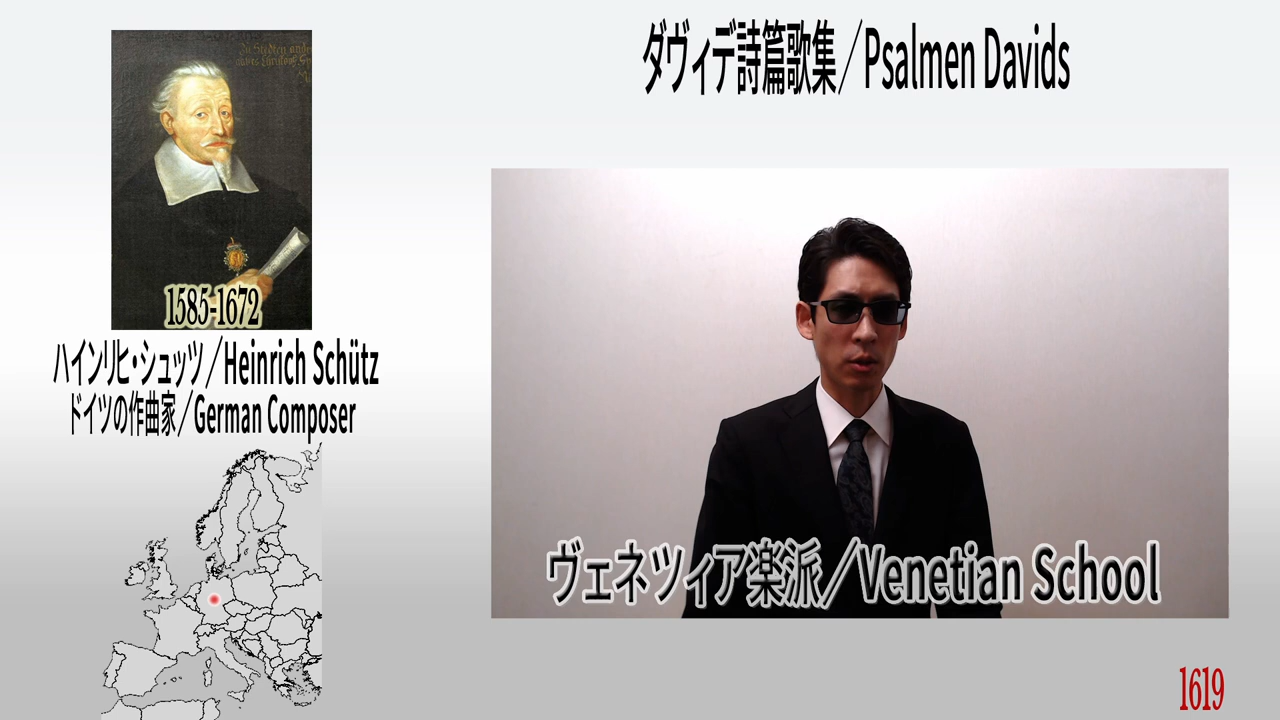 ダヴィデ詩篇歌集／Psalmen Davids
1585-1672
ハインリヒ・シュッツ／Heinrich Schütz
ドイツの作曲家／German Composer
ヴェネツィア楽派／Venetian School
1619